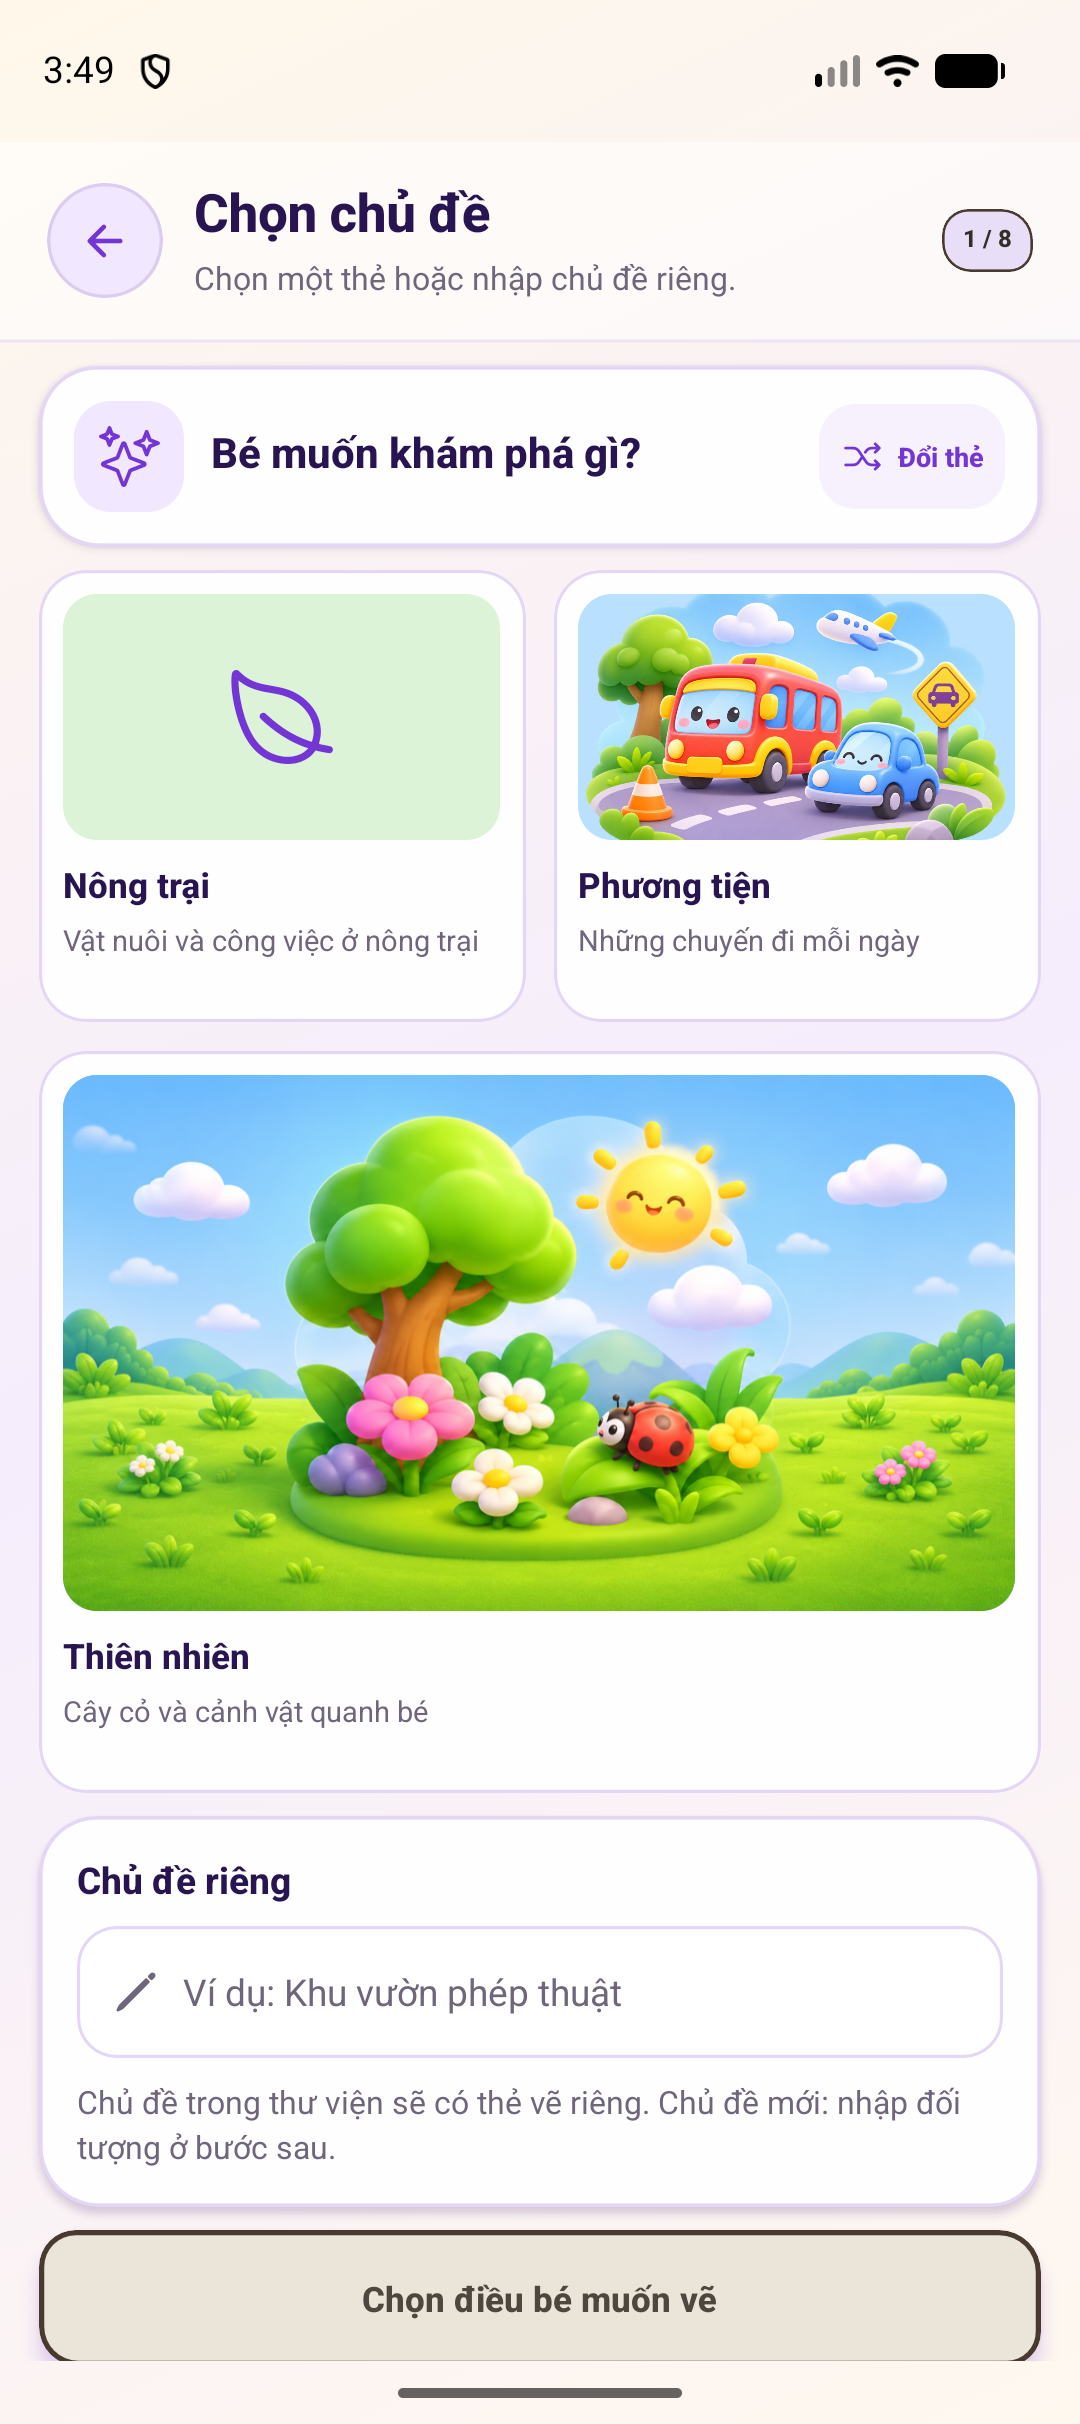 3:49
Chọn chủ đề
Chọn một thẻ hoặc nhập chủ đề riêng.
1 / 8
Bé muốn khám phá gì?
Đổi thẻ
Nông trại
Vật nuôi và công việc ở nông trại
Phương tiện
Những chuyến đi mỗi ngày
Thiên nhiên
Cây cỏ và cảnh vật quanh bé
Chủ đề riêng
Ví dụ: Khu vườn phép thuật
Chủ đề trong thư viện sẽ có thẻ vẽ riêng. Chủ đề mới: nhập đối
tượng ở bước sau.
Chọn điều bé muốn vẽ